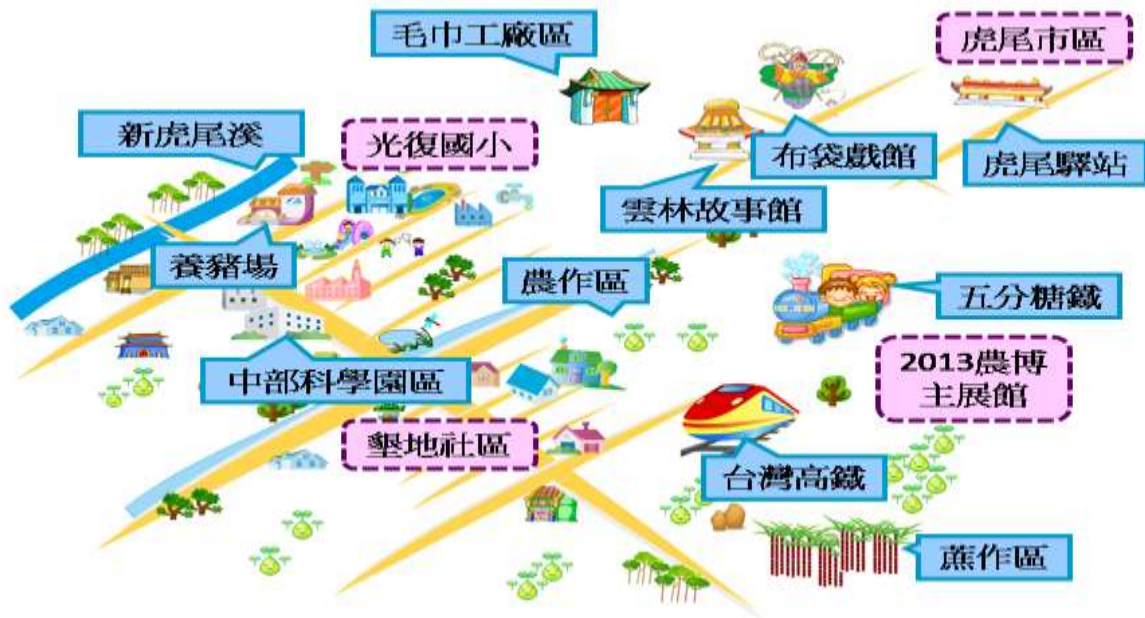 毛巾工廠區
虎尾市區
新虎尾溪
光復國小
布袋戲館
虎尾驛站
雲林故事館
養豬場
農作區
五分糖鐵
中部科學園區
2013農博
主展館
墾地社區
台灣高鐵
蔗作區